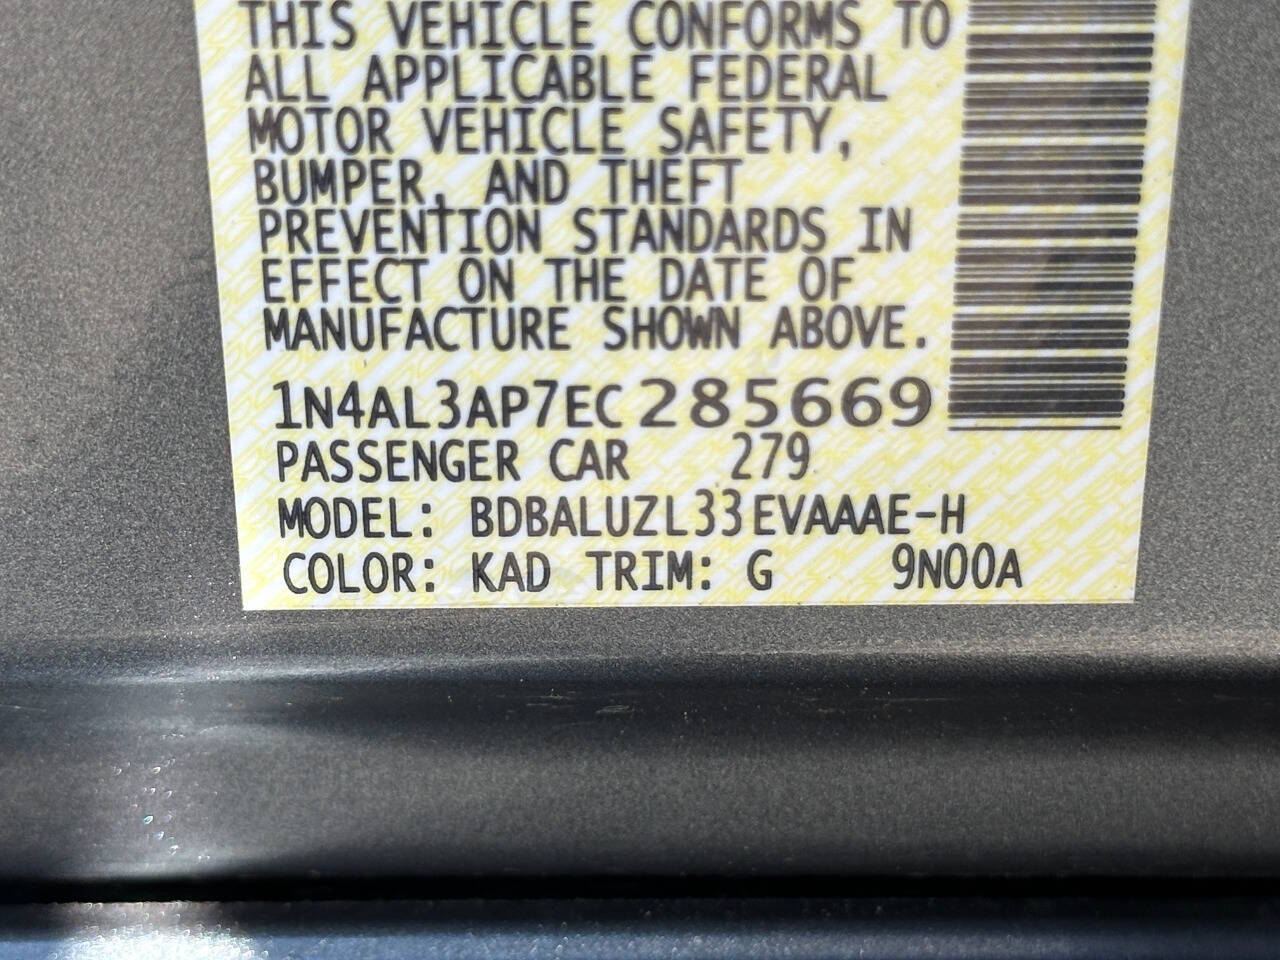 THIS VEHICLE CONFORMS TO
ALL APPLICABLE FEDERAL
MOTOR VEHICLE SAFETY,
BUMPER, AND THEFT
PREVENTION STANDARDS IN
EFFECT ON THE DATE OF
MANUFACTURE SHOWN ABOVE.
1N4AL3AP7EC285669
PASSENGER CAR 279
MODEL: BDBALUZL33EVAAAE-H
COLOR: KAD TRIM: G 9N00A